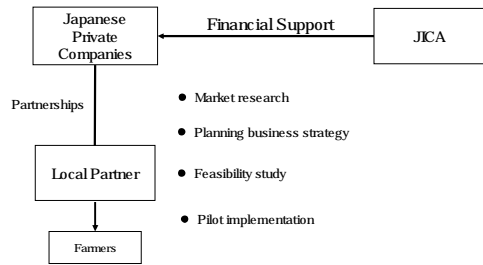 Japanese
Private
Companies
Financial Support
JICA
Partnerships
● Market research
● Planning business strategy
Local Partner
● Feasibility study
● Pilot implementation
Farmers